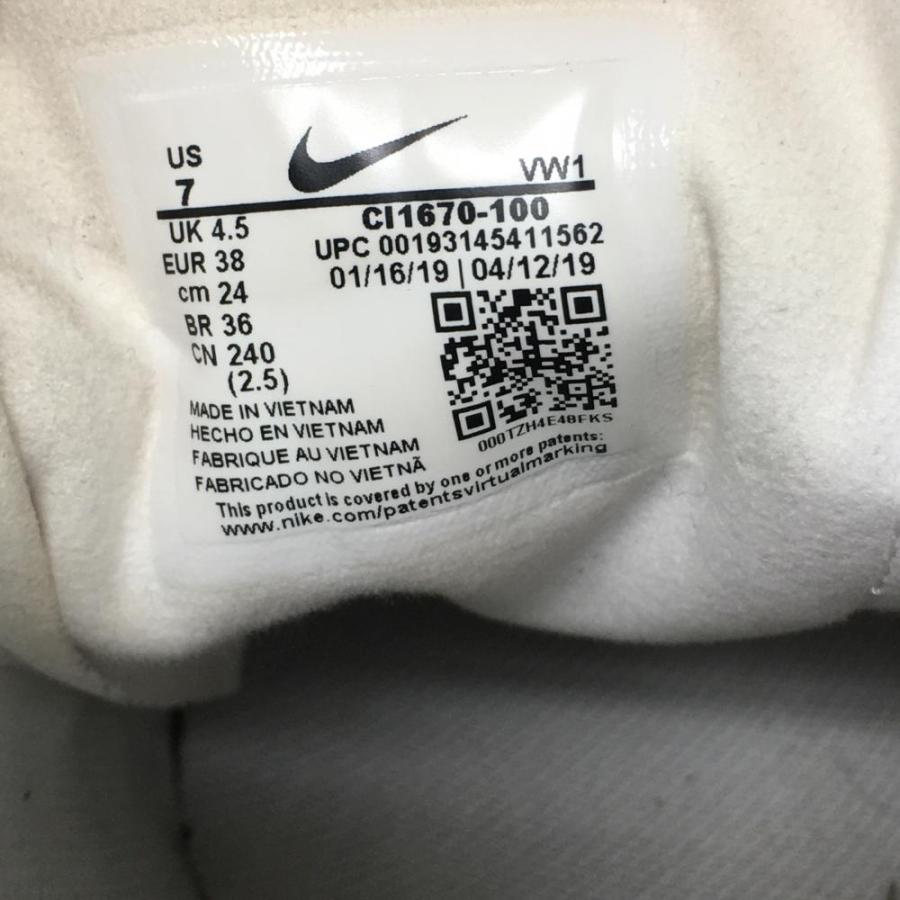 US
7
VW1
UK 4.5
EUR 38
cm 24
BR 36
CN 240
(2.5)
CI1670-100
UPC 00193145411562
01/16/19 | 04/12/19
000TZH4E48FKS
MADE IN VIETNAM
HECHO EN VIETNAM
FABRIQUE AU VIETNAM
FABRICADO NO VIETNÃ
This product is covered by one or more patents:
www.nike.com/patentsvirtualmarking